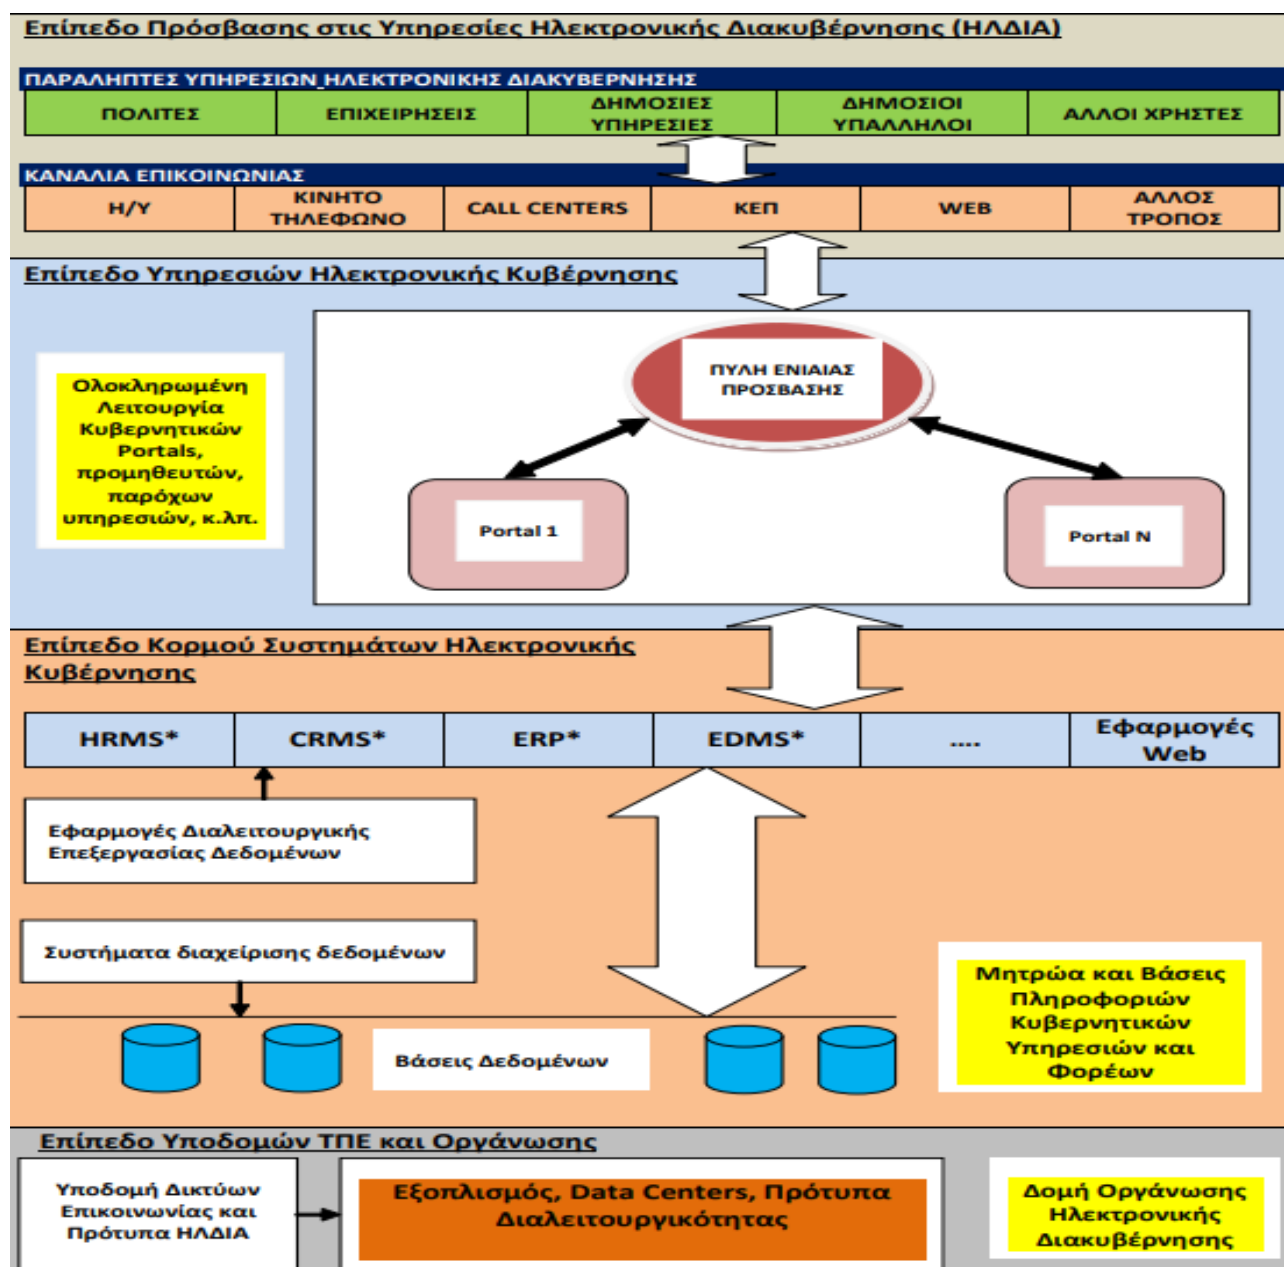 Επίπεδο Πρόσβασης στις Υπηρεσίες Ηλεκτρονικής Διακυβέρνησης (ΗΛΔΙΑ)
ΠΑΡΑΛΗΠΤΕΣ ΥΠΗΡΕΣΙΩΝ ΗΛΕΚΤΡΟΝΙΚΗΣ ΔΙΑΚΥΒΕΡΝΗΣΗΣ
ΠΟΛΙΤΕΣ
ΕΠΙΧΕΙΡΗΣΕΙΣ
ΔΗΜΟΣΙΕΣ
ΥΠΗΡΕΣΙΕΣ
ΔΗΜΟΣΙΟΙ
ΥΠΑΛΛΗΛΟΙ
ΑΛΛΟΙ ΧΡΗΣΤΕΣ
ΚΑΝΑΛΙΑ ΕΠΙΚΟΙΝΩΝΙΑΣ
Η/Υ
ΚΙΝΗΤΟ
ΤΗΛΕΦΩΝΟ
CALL CENTERS
ΚΕΠ
WEB
ΑΛΛΟΣ
ΤΡΟΠΟΣ
Επίπεδο Υπηρεσιών Ηλεκτρονικής Κυβέρνησης
Ολοκληρωμένη
Λειτουργία
Κυβερνητικών
Portals,
προμηθευτών,
παρόχων
υπηρεσιών, κ.λπ.
ΠΥΛΗ ΕΝΙΑΙΑΣ
ΠΡΟΣΒΑΣΗΣ
Portal 1
Portal N
Επίπεδο Κορμού Συστημάτων Ηλεκτρονικής
Κυβέρνησης
HRMS*
CRMS*
ERP*
EDMS*
....
Εφαρμογές
Web
Εφαρμογές Διαλειτουργικής
Επεξεργασίας Δεδομένων
Συστήματα διαχείρισης δεδομένων
Βάσεις Δεδομένων
Μητρώα και Βάσεις
Πληροφοριών
Κυβερνητικών
Υπηρεσιών και
Φορέων
Επίπεδο Υποδομών ΤΠΕ και Οργάνωσης
Υποδομή Δικτύων
Επικοινωνίας και
Πρότυπα ΗΛΔΙΑ
Εξοπλισμός, Data Centers, Πρότυπα
Διαλειτουργικότητας
Δομή Οργάνωσης
Ηλεκτρονικής
Διακυβέρνησης